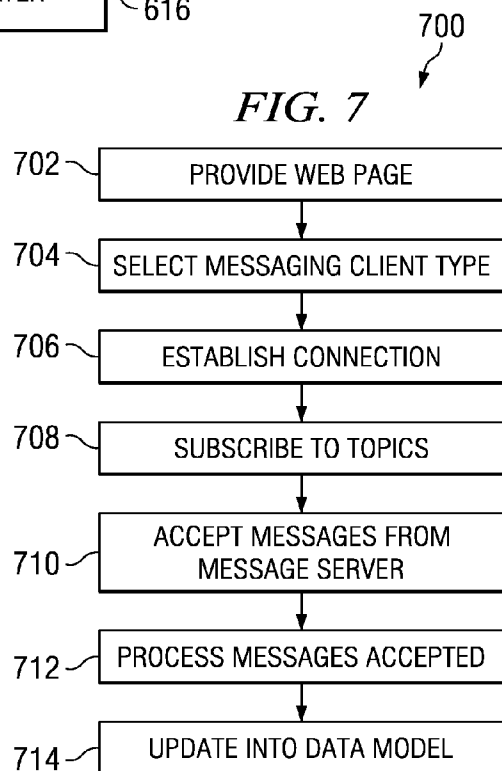 616
700
FIG. 7
702 PROVIDE WEB PAGE
704 SELECT MESSAGING CLIENT TYPE
706 ESTABLISH CONNECTION
708 SUBSCRIBE TO TOPICS
710 ACCEPT MESSAGES FROM
MESSAGE SERVER
712 PROCESS MESSAGES ACCEPTED
714 UPDATE INTO DATA MODEL